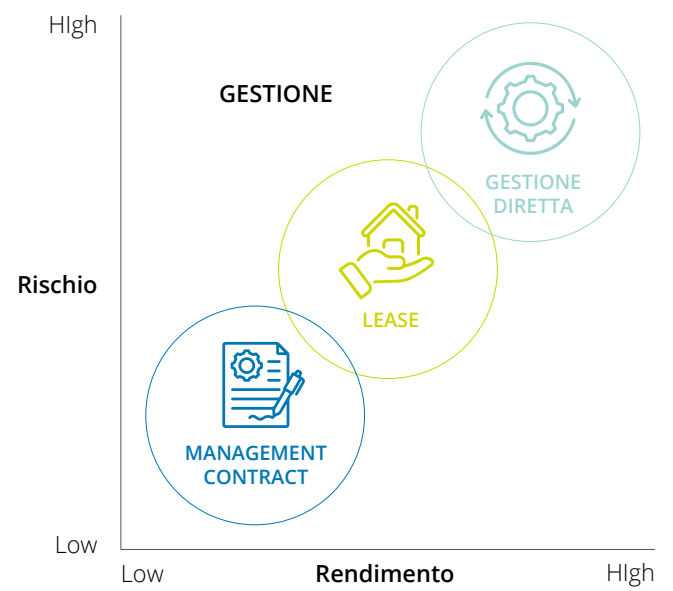 HIgh
GESTIONE
GESTIONE
DIRETTA
Rischio
LEASE
MANAGEMENT
CONTRACT
Low
Low
Rendimento
HIgh